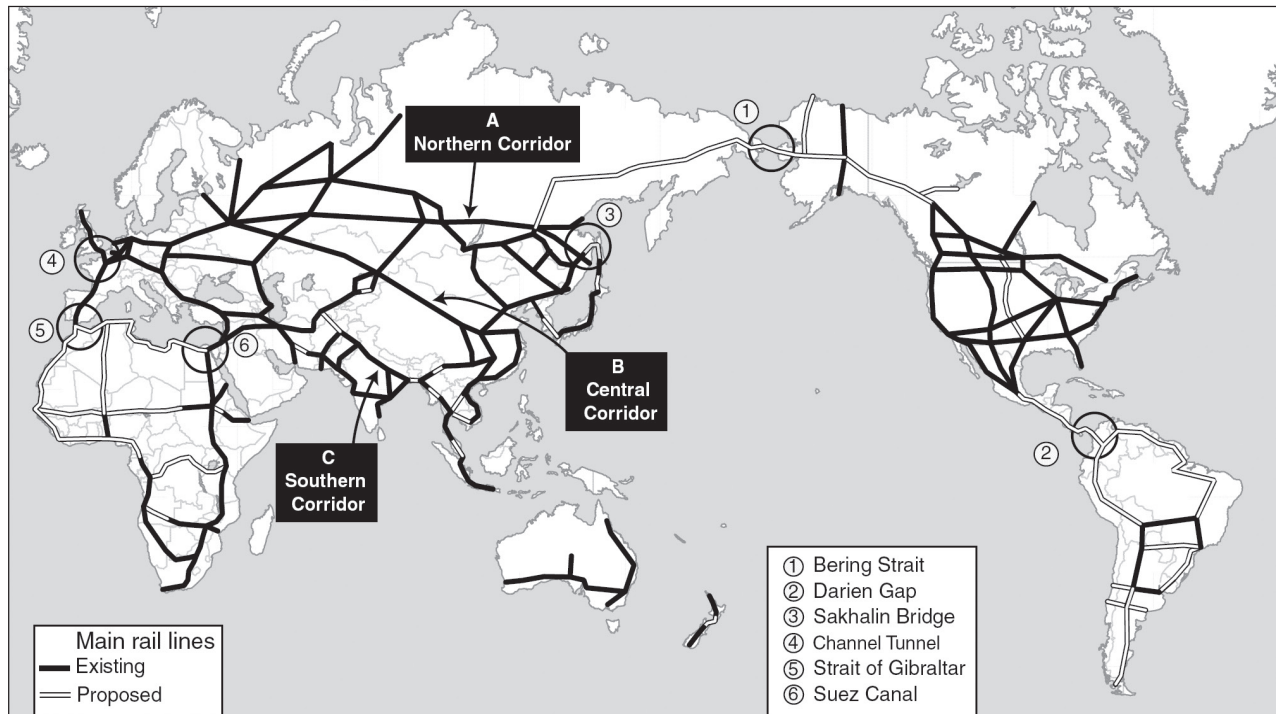 ①
A
Northern Corridor
③
④
⑤
⑥
B
Central
Corridor
C
Southern
Corridor
②
① Bering Strait
② Darien Gap
③ Sakhalin Bridge
④ Channel Tunnel
⑤ Strait of Gibraltar
⑥ Suez Canal
Main rail lines
Existing
Proposed